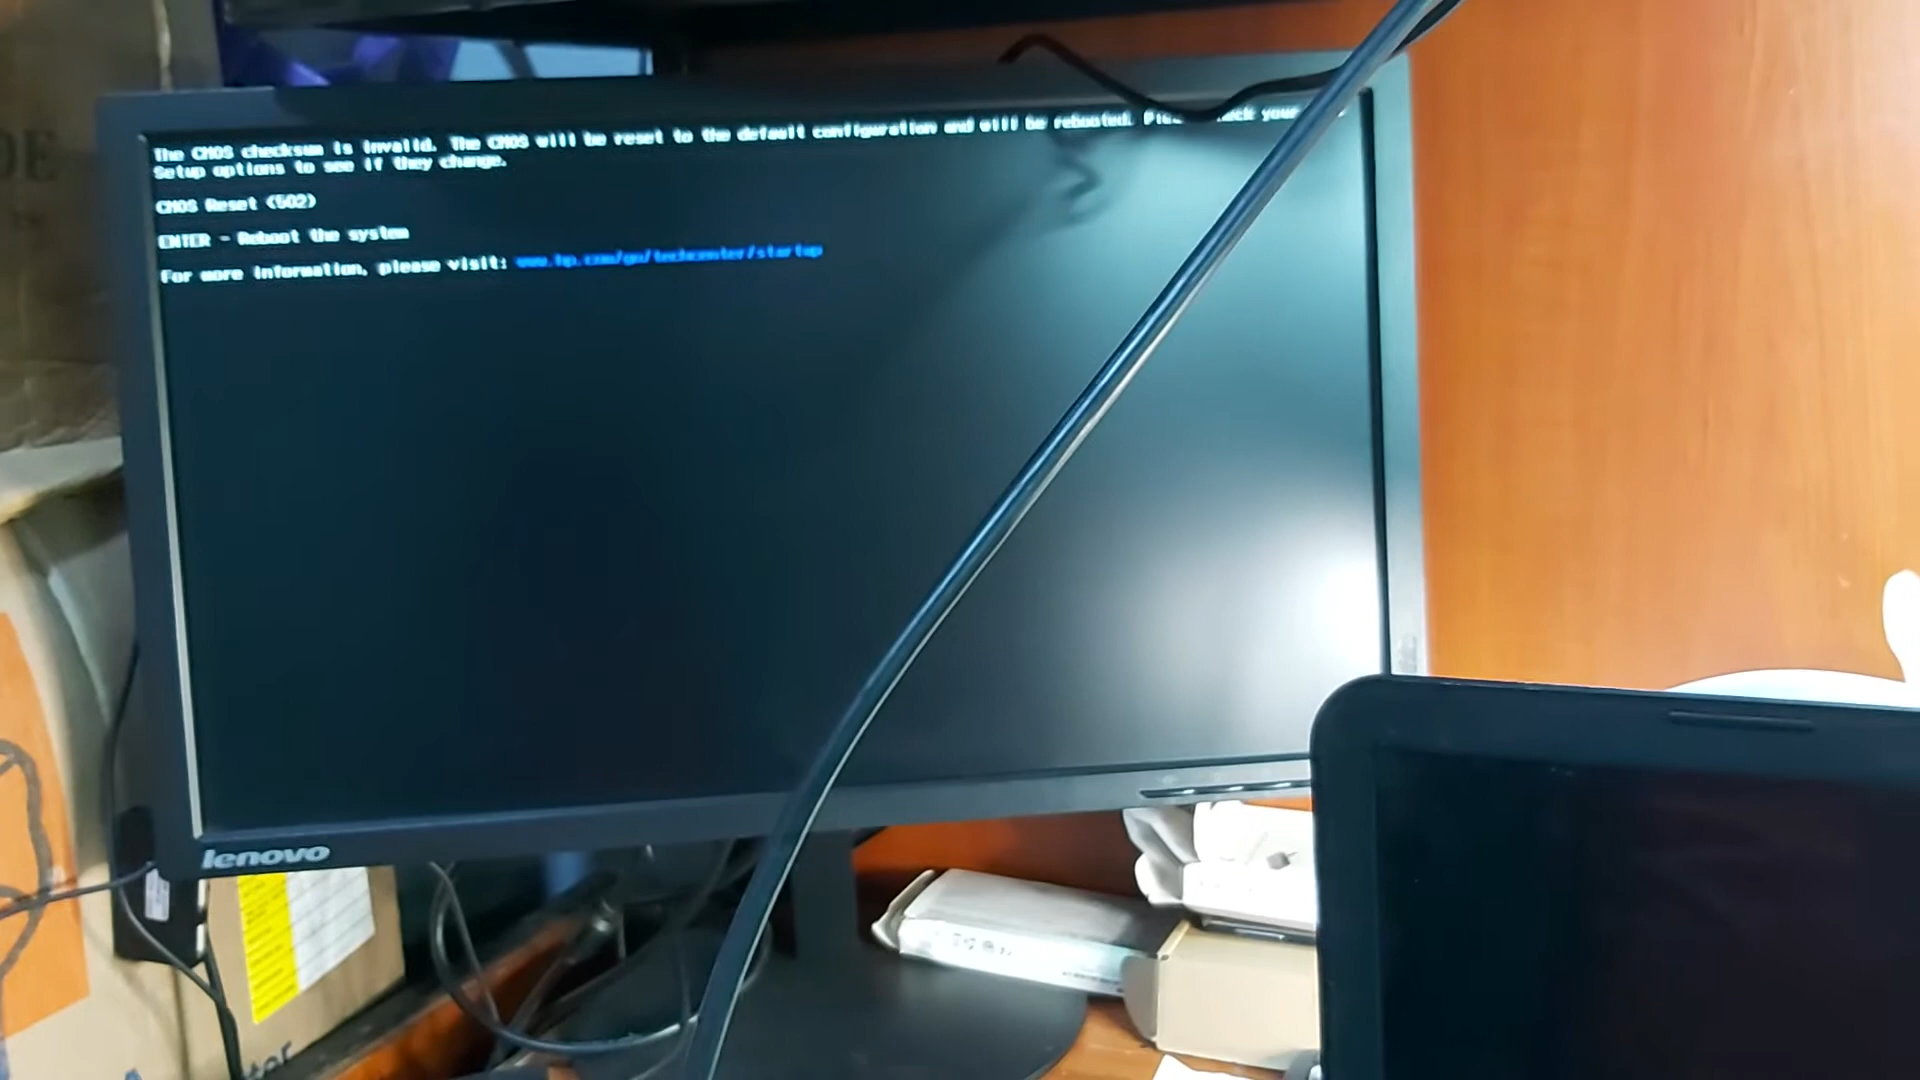 The CMOS checksum is invalid. The CMOS will be reset to the default configuration and will be rebooted. your
Setup options to see if they change.
CMOS Reset (502)
ENTER - Reboot the system
For more information, please visit: www.hp.com/go/techcenter/startup
lenovo